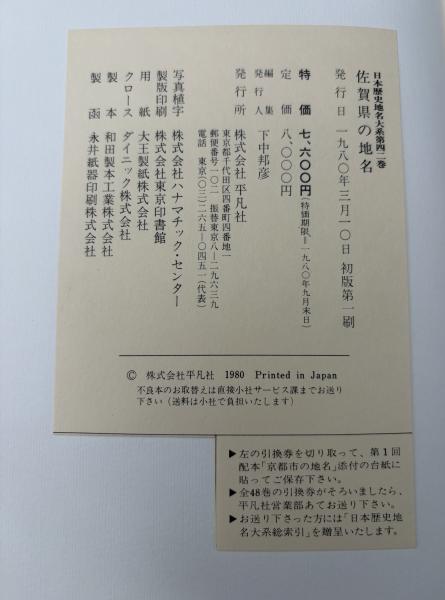 日本歴史地名大系第四二巻
佐賀県の地名
発行日 一九八〇年三月一〇日 初版第一刷
特価 七、六〇〇円(特価期限=一九八〇年九月末日)
定価 八、〇〇〇円
編集
発行人 下中邦彦
発行所 株式会社 平凡社
東京都千代田区四番町四番地一
郵便番号一〇二 振替東京八―二九六三九
電話 東京(〇三)二六五―〇四五一(代表)
写真植字 株式会社ハナマチック・センター
製版印刷 株式会社東京印書館
用紙 大王製紙株式会社
クロース ダイニック株式会社
製本 和田製本工業株式会社
製函 永井紙器印刷株式会社
© 株式会社平凡社 1980 Printed in Japan
不良本のお取替えは直接小社サービス課までお送り
下さい(送料は小社で負担いたします)
▶左の引換券を切り取って、第1回
配本「京都市の地名」添付の台紙に
貼ってご保存下さい。
▶全48巻の引換券がそろいましたら、
平凡社営業部あてお送り下さい。
▶お送り下さった方には「日本歴史地
名大系総索引」を贈呈いたします。